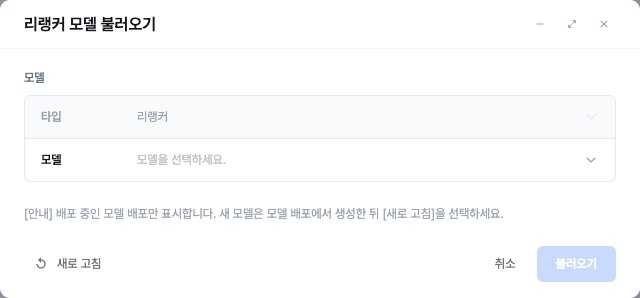 리랭커 모델 불러오기
모델
타입 리랭커
모델 모델을 선택하세요.
[안내] 배포 중인 모델 배포만 표시합니다. 새 모델은 모델 배포에서 생성한 뒤 [새로 고침]을 선택하세요.
새로 고침 취소 불러오기